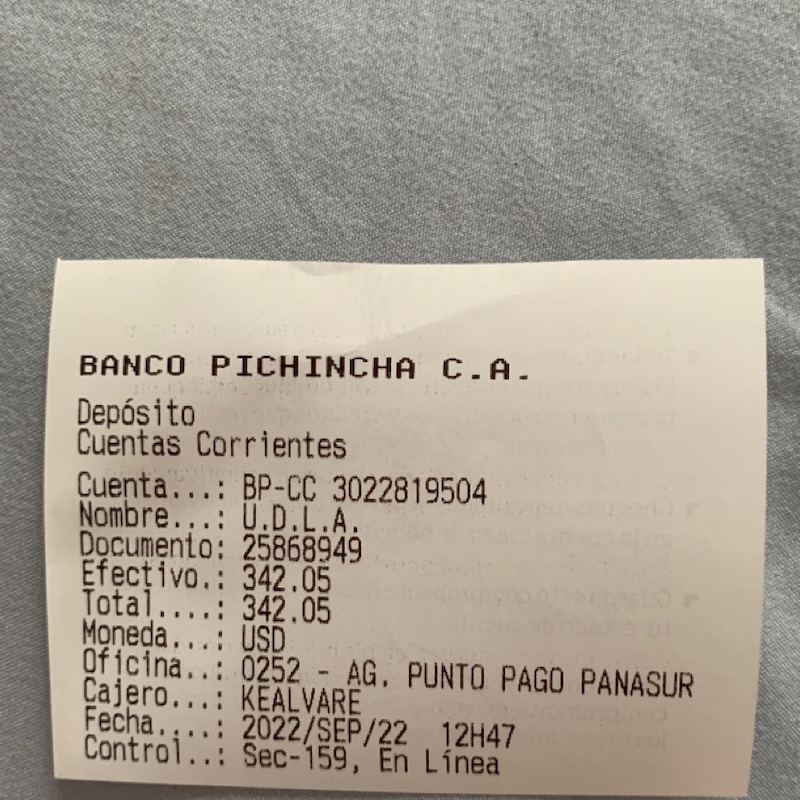 BANCO PICHINCHA C.A.
Depósito
Cuentas Corrientes
Cuenta...: BP-CC 3022819504
Nombre...: U.D.L.A.
Documento: 25868949
Efectivo.: 342.05
Total....: 342.05
Moneda...: USD
Oficina..: 0252 - AG. PUNTO PAGO PANASUR
Cajero...: KEALVARE
Fecha....: 2022/SEP/22 12H47
Control..: Sec-159, En Línea